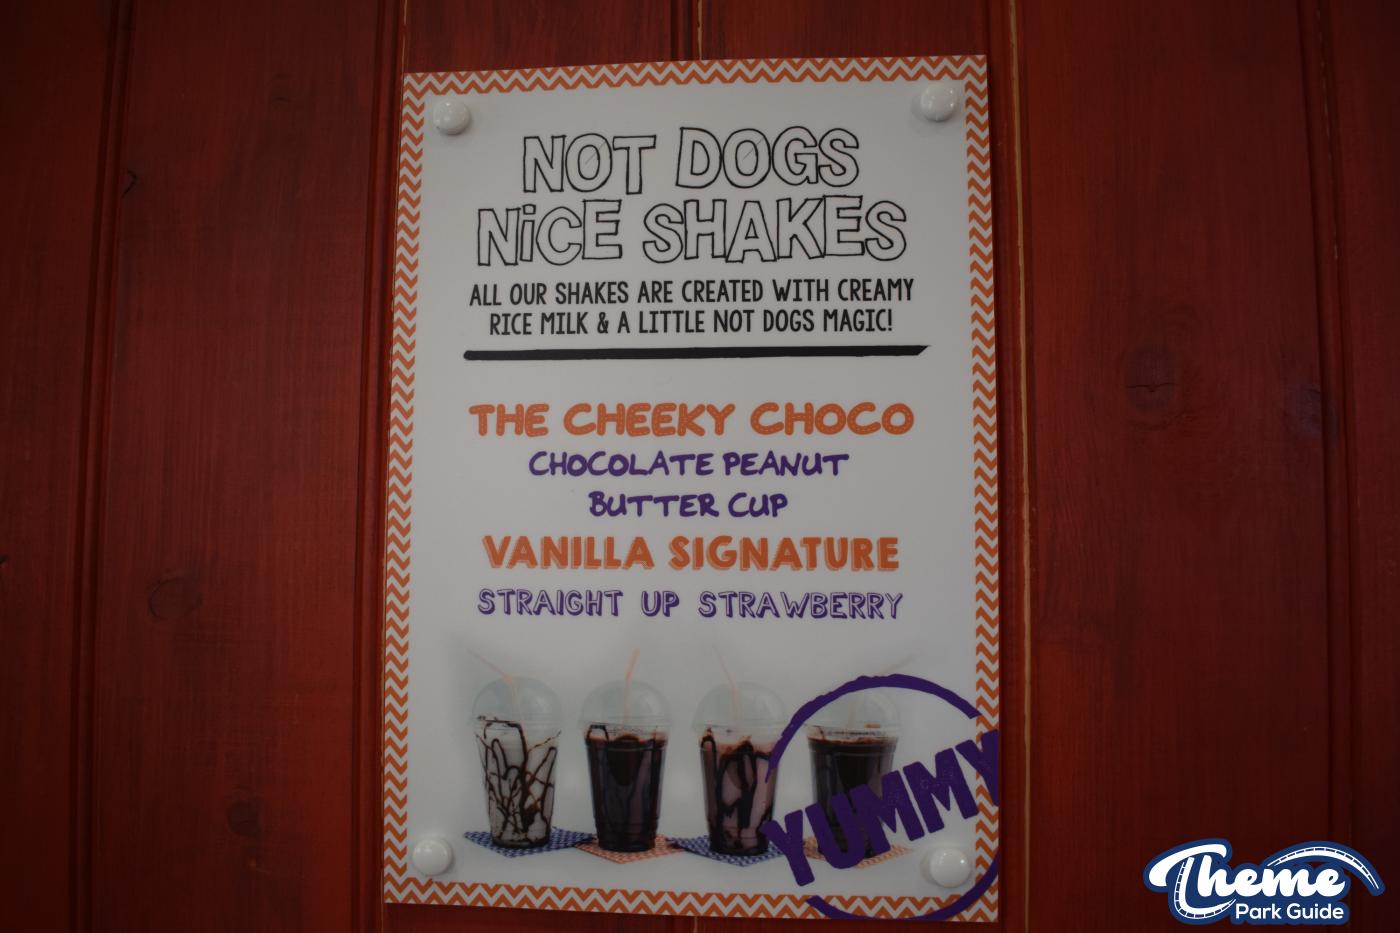 NOT DOGS
NiCE SHAKES
ALL OUR SHAKES ARE CREATED WITH CREAMY
RICE MILK & A LITTLE NOT DOGS MAGIC!
THE CHEEKY CHOCO
CHOCOLATE PEANUT
BUTTER CUP
VANILLA SIGNATURE
STRAIGHT UP STRAWBERRY
YUMMY
Theme
Park Guide